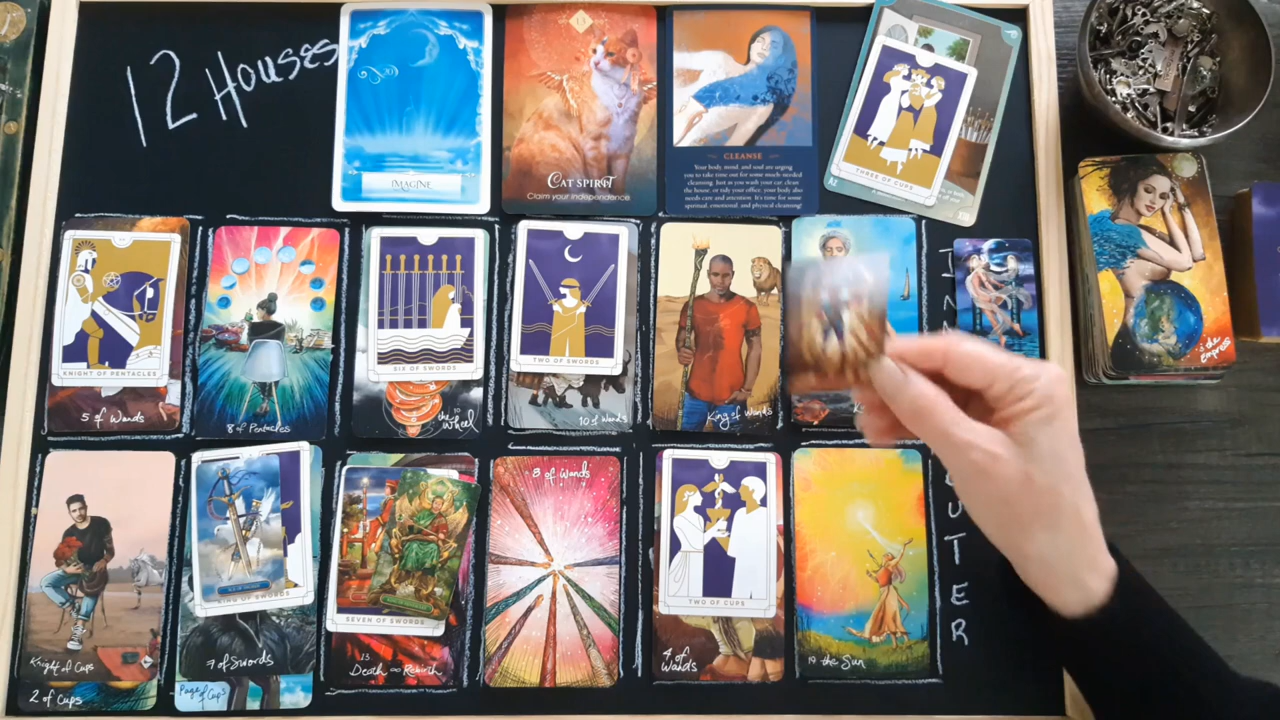 12 Houses
N20
IMAGINE
13
CAT SPIRIT
Claim your Independence
CLEANSE
Your body, mind, and soul are urging
you to take time out for some much-needed
cleansing. Just as you wash your car, clean
the house, or tidy your office, your body also
needs care and attention. It's time for some
spiritual, emotional, and physical cleansing!
THREE OF CUPS
KNIGHT OF PENTACLES
5 of Wands
8 of Pentacles
SIX OF SWORDS
10
the Wheel
TWO OF SWORDS
10 of Wands
King of Wands
3 the
Empress
Knight of Cups
2 of Cups
KING OF SWORDS
7 of Swords
Page of Cups
SEVEN OF SWORDS
13
Death ∞ Rebirth
8 of Wands
TWO OF CUPS
4 of
Wands
19 the Sun
I
N
U
T
E
R